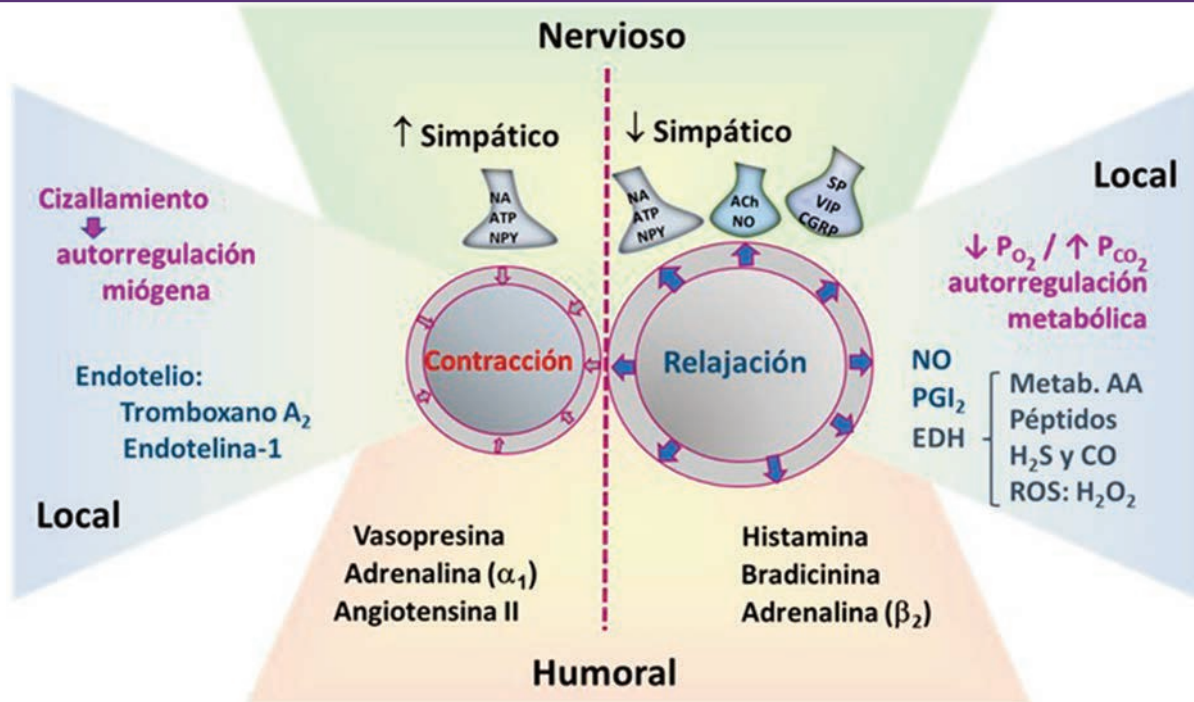 Nervioso
↑ Simpático
NA
ATP
NPY
↓ Simpático
NA
ATP
NPY
ACh
NO
SP
VIP
CGRP
Cizallamiento
autorregulación
miógena
Endotelio:
Tromboxano A₂
Endotelina-1
Local
Contracción
Relajación
Local
↓ P_O₂ / ↑ P_CO₂
autorregulación
metabólica
NO
PGI₂
EDH
Metab. AA
Péptidos
H₂S y CO
ROS: H₂O₂
Vasopresina
Adrenalina (α₁)
Angiotensina II
Histamina
Bradicinina
Adrenalina (β₂)
Humoral